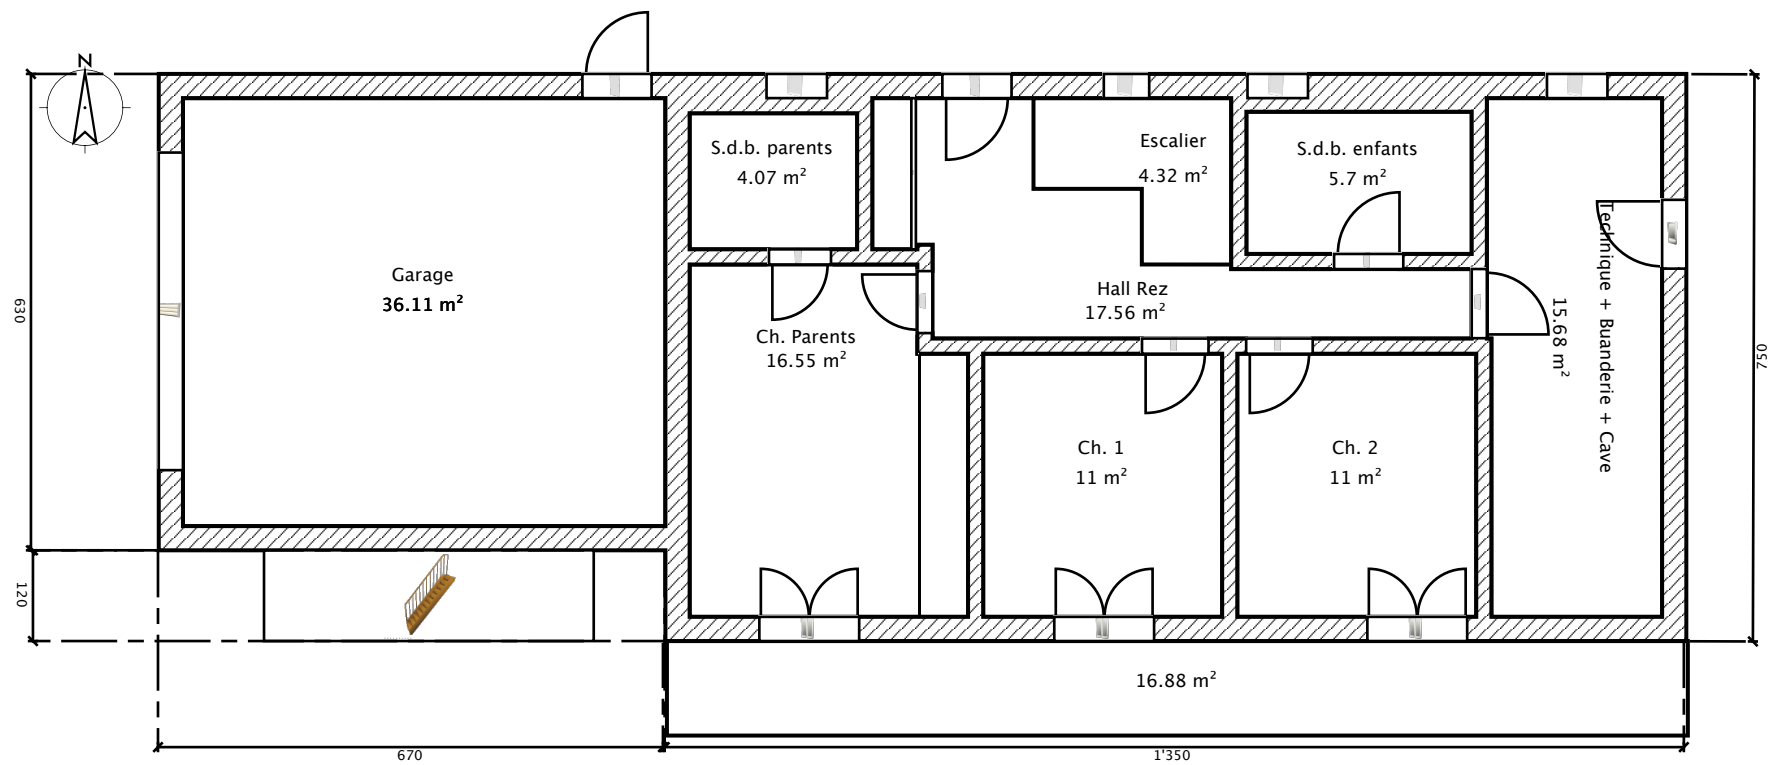 N
S.d.b. parents
4.07 m²
Escalier
4.32 m²
S.d.b. enfants
5.7 m²
Garage
36.11 m²
Hall Rez
17.56 m²
Ch. Parents
16.55 m²
Technique + Buanderie + Cave
15.68 m²
Ch. 1
11 m²
Ch. 2
11 m²
630
750
120
16.88 m²
670
1'350